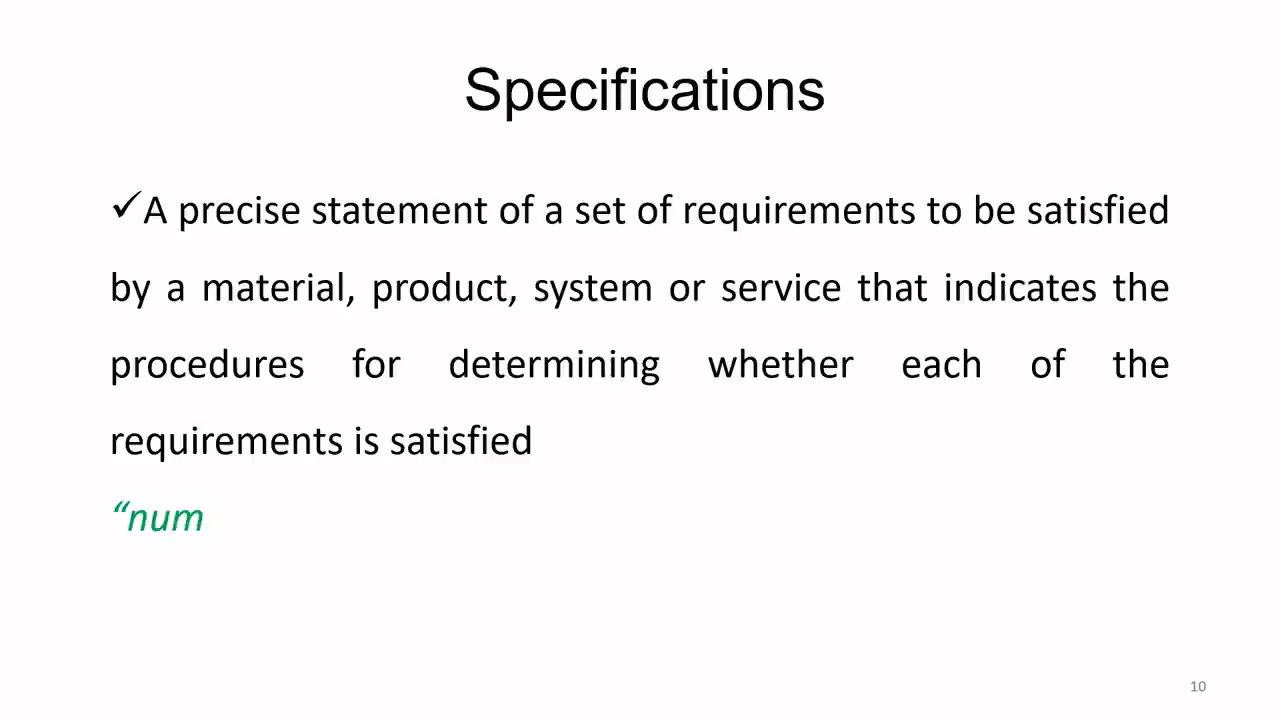 Specifications
✓A precise statement of a set of requirements to be satisfied
by a material, product, system or service that indicates the
procedures for determining whether each of the
requirements is satisfied
“num
10